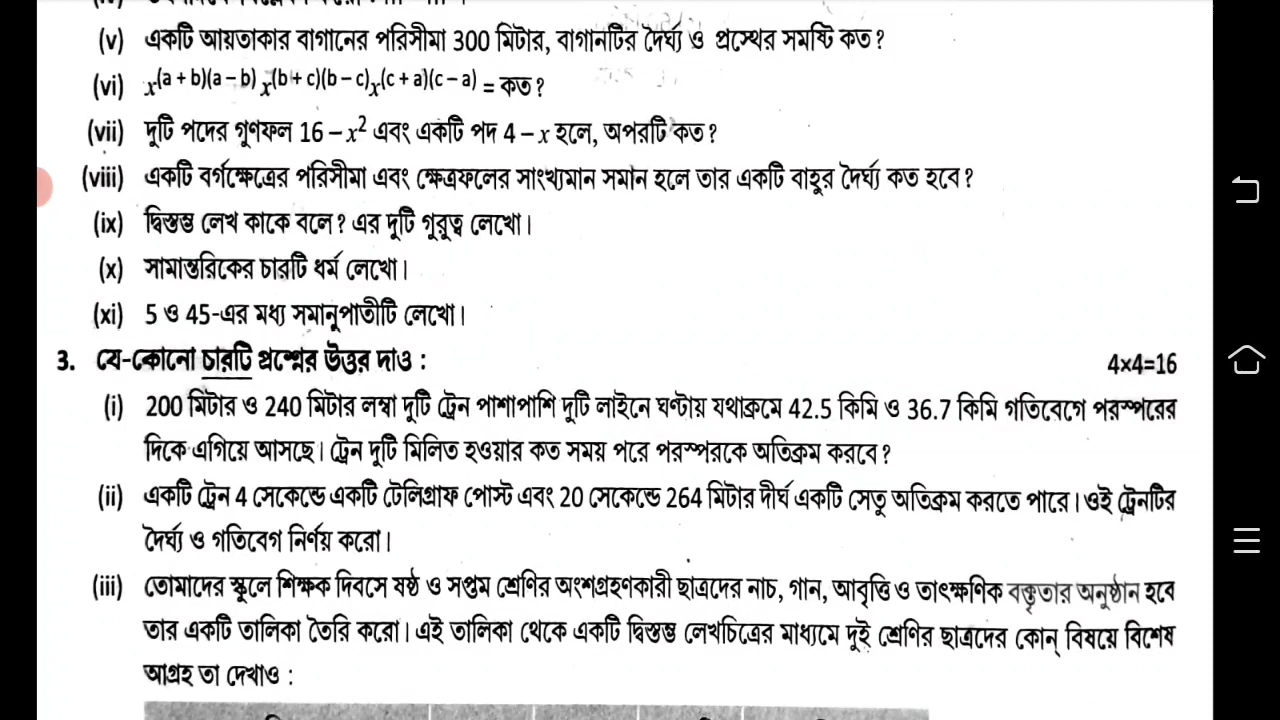 (v) একটি আয়তাকার বাগানের পরিসীমা 300 মিটার, বাগানটির দৈর্ঘ্য ও প্রস্থের সমষ্টি কত?
(vi) x^(a + b)(a – b) x^(b + c)(b – c) x^(c + a)(c – a) = কত?
(vii) দুটি পদের গুণফল 16 – x² এবং একটি পদ 4 – x হলে, অপরটি কত?
(viii) একটি বর্গক্ষেত্রের পরিসীমা এবং ক্ষেত্রফলের সাংখ্যমান সমান হলে তার একটি বাহুর দৈর্ঘ্য কত হবে?
(ix) দ্বিস্তম্ভ লেখ কাকে বলে? এর দুটি গুরুত্ব লেখো।
(x) সামান্তরিকের চারটি ধর্ম লেখো।
(xi) 5 ও 45-এর মধ্য সমানুপাতীটি লেখো।
3. যে-কোনো চারটি প্রশ্নের উত্তর দাও : 4×4=16
(i) 200 মিটার ও 240 মিটার লম্বা দুটি ট্রেন পাশাপাশি দুটি লাইনে ঘণ্টায় যথাক্রমে 42.5 কিমি ও 36.7 কিমি গতিবেগে পরস্পরের
দিকে এগিয়ে আসছে। ট্রেন দুটি মিলিত হওয়ার কত সময় পরে পরস্পরকে অতিক্রম করবে?
(ii) একটি ট্রেন 4 সেকেন্ডে একটি টেলিগ্রাফ পোস্ট এবং 20 সেকেন্ডে 264 মিটার দীর্ঘ একটি সেতু অতিক্রম করতে পারে। ওই ট্রেনটির
দৈর্ঘ্য ও গতিবেগ নির্ণয় করো।
(iii) তোমাদের স্কুলে শিক্ষক দিবসে ষষ্ঠ ও সপ্তম শ্রেণির অংশগ্রহণকারী ছাত্রদের নাচ, গান, আবৃত্তি ও তাৎক্ষণিক বক্তৃতার অনুষ্ঠান হবে
তার একটি তালিকা তৈরি করো। এই তালিকা থেকে একটি দ্বিস্তম্ভ লেখচিত্রের মাধ্যমে দুই শ্রেণির ছাত্রদের কোন্ বিষয়ে বিশেষ
আগ্রহ তা দেখাও :